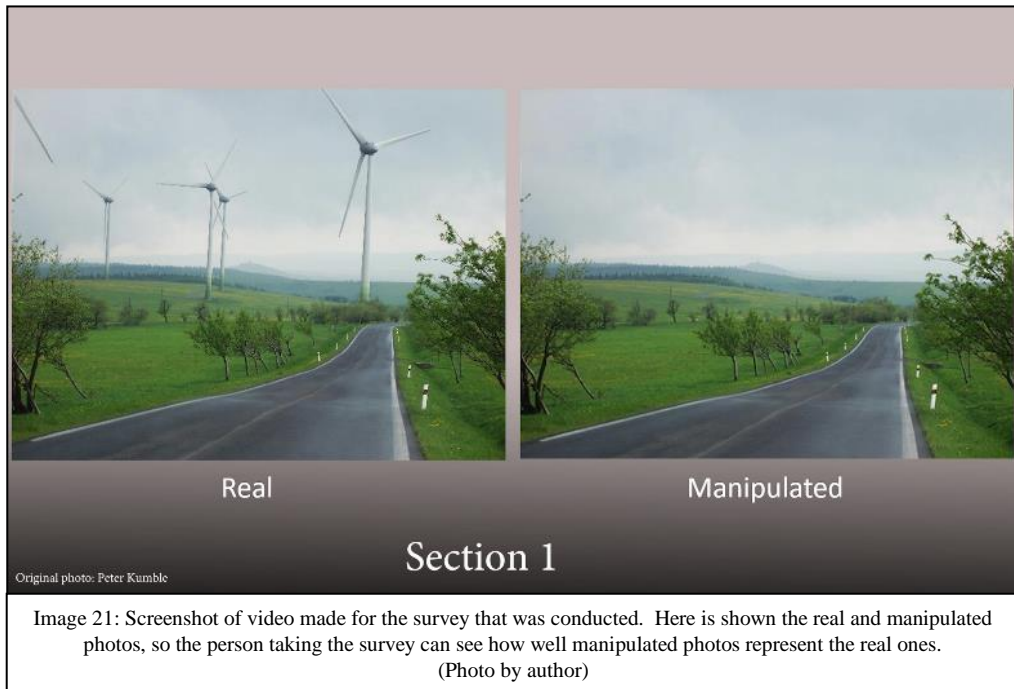 Real
Manipulated
Section 1
Original photo: Peter Kumble
Image 21: Screenshot of video made for the survey that was conducted. Here is shown the real and manipulated
photos, so the person taking the survey can see how well manipulated photos represent the real ones.
(Photo by author)